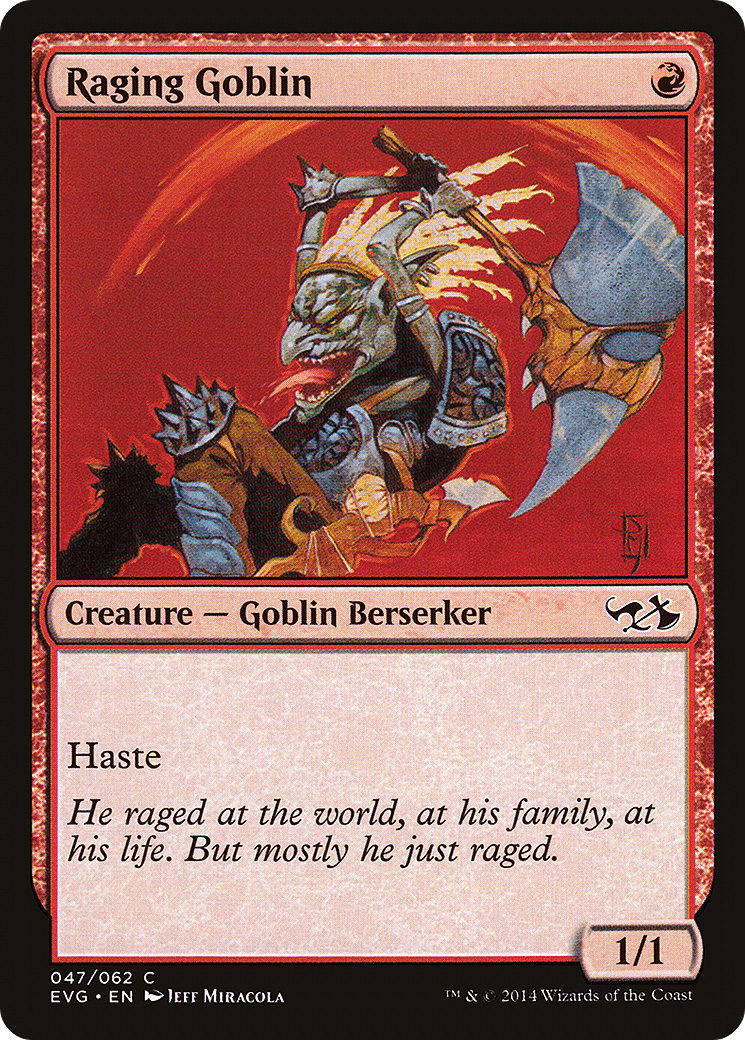 Raging Goblin
Creature — Goblin Berserker
Haste
He raged at the world, at his family, at
his life. But mostly he just raged.
1/1
047/062 C
EVG • EN Jeff Miracola
™ & © 2014 Wizards of the Coast